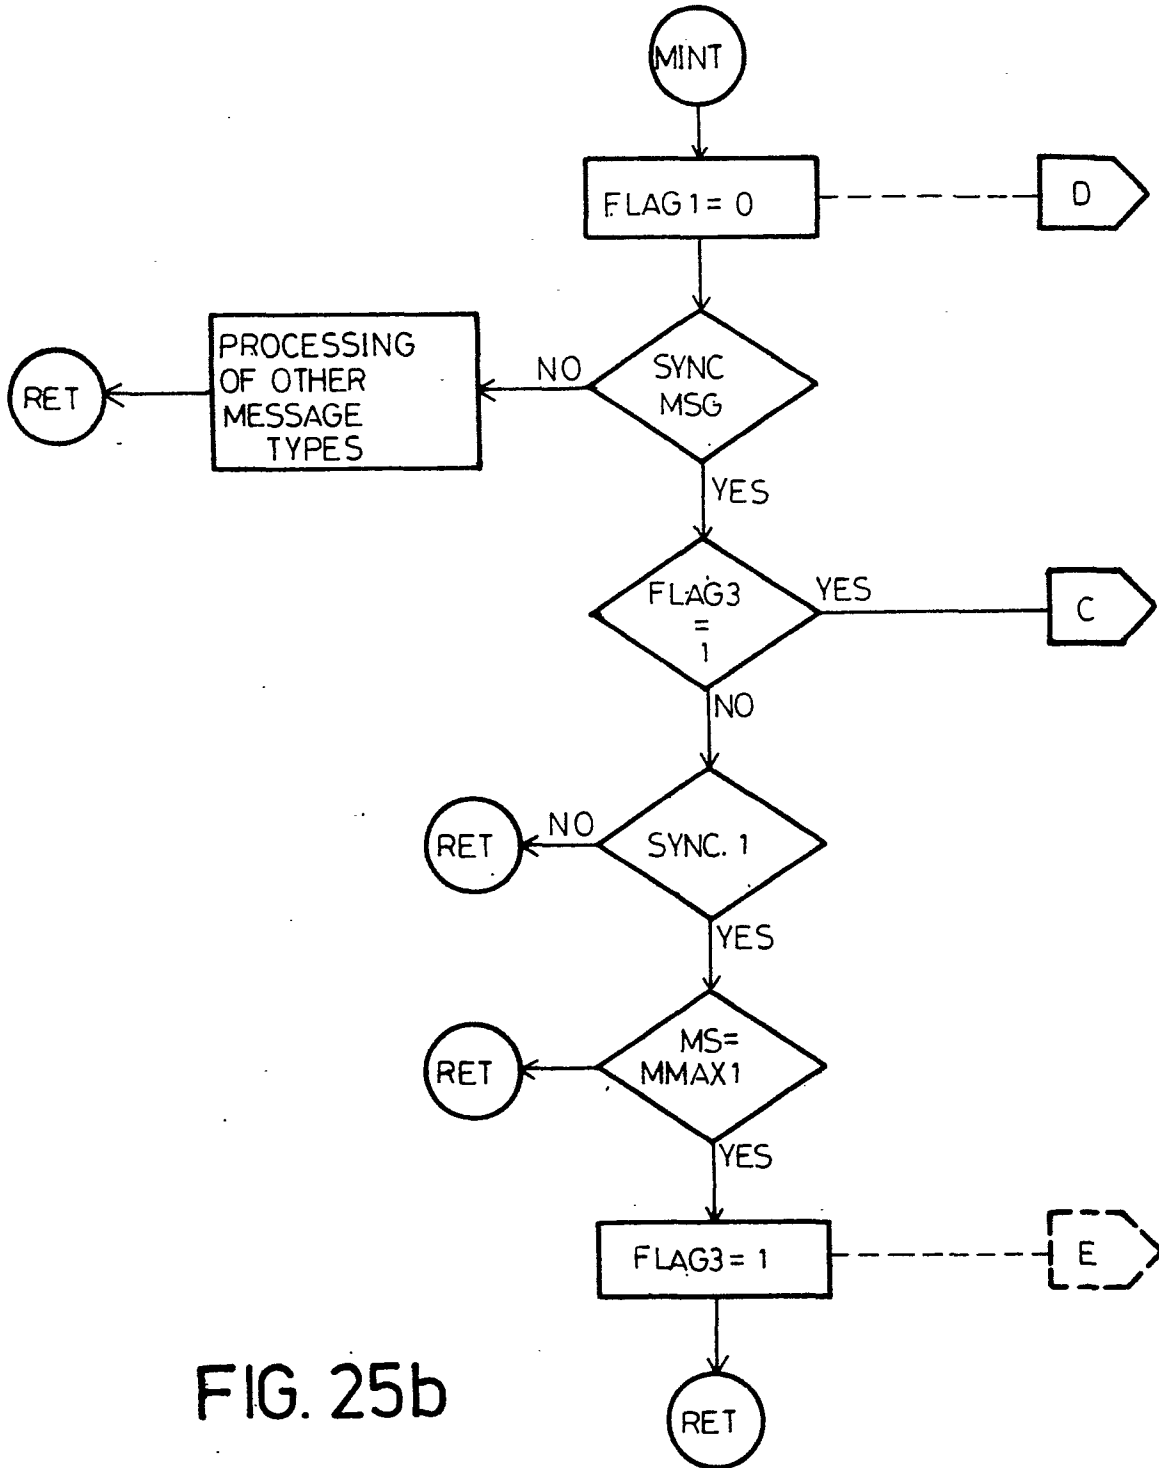 MINT
FLAG1= 0
D
PROCESSING
OF OTHER
MESSAGE
TYPES
RET
NO
SYNC
MSG
YES
FLAG3
=
1
YES
C
NO
RET
NO
SYNC. 1
YES
RET
MS=
MMAX1
YES
FLAG3= 1
E
RET
FIG. 25b